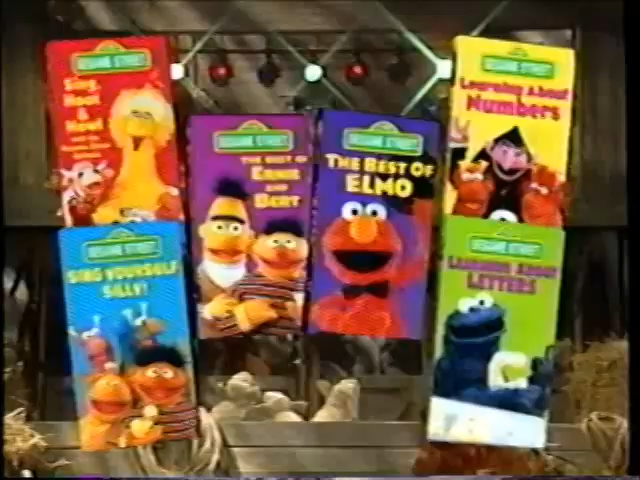 SESAME STREET
Sing,
Hoot
& Howl
SESAME STREET
THE BEST OF
ERNIE
AND
BERT
SESAME STREET
THE BEST OF
ELMO
SESAME STREET
Learning About
Numbers
SESAME STREET
SING YOURSELF
SILLY!
SESAME STREET
LEARNING ABOUT
LETTERS